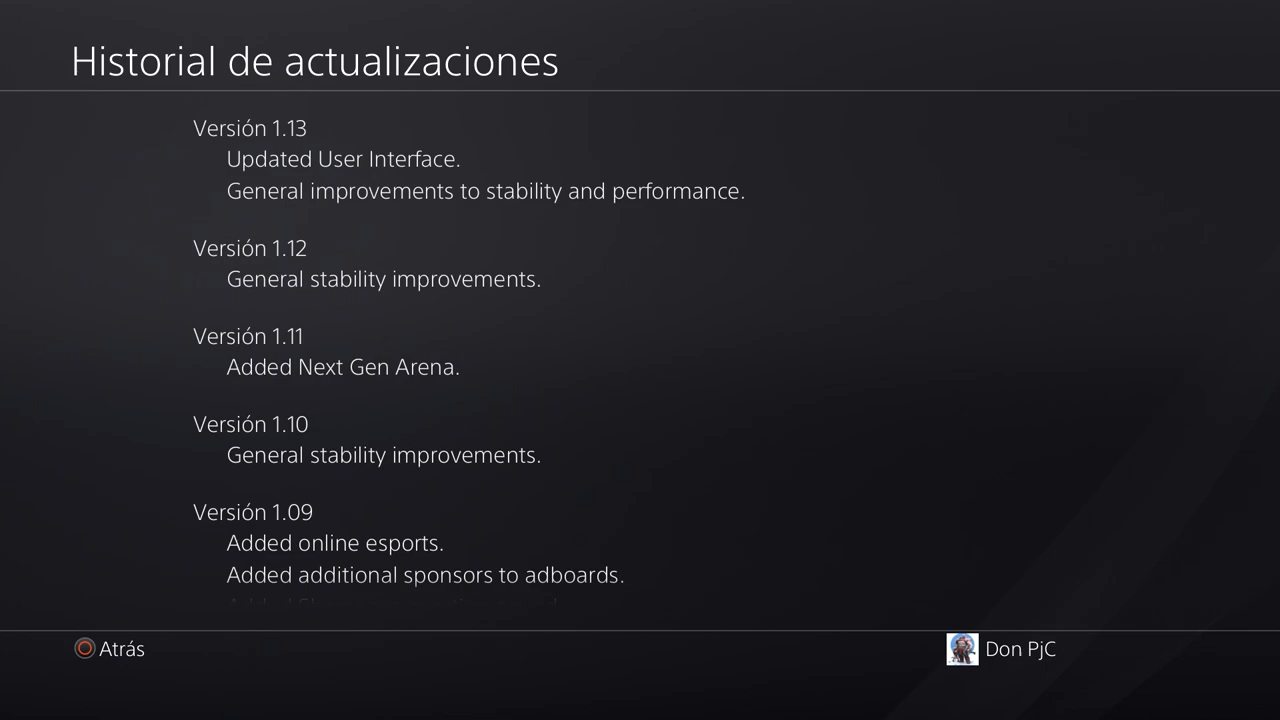 Historial de actualizaciones
Versión 1.13
Updated User Interface.
General improvements to stability and performance.
Versión 1.12
General stability improvements.
Versión 1.11
Added Next Gen Arena.
Versión 1.10
General stability improvements.
Versión 1.09
Added online esports.
Added additional sponsors to adboards.
Atrás
Don PjC